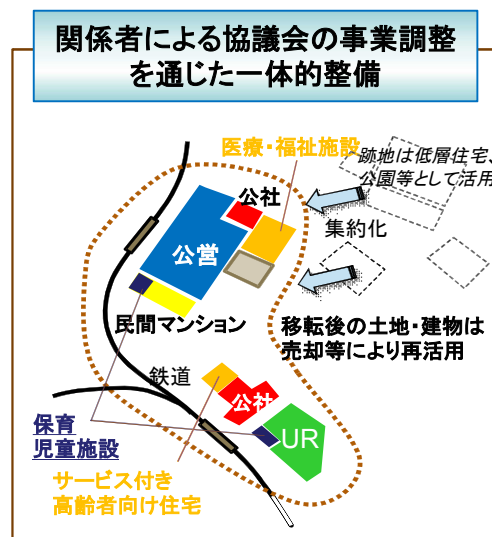 関係者による協議会の事業調整
を通じた一体的整備
医療・福祉施設
跡地は低層住宅、
公園等として活用
公社
集約化
公営
民間マンション
移転後の土地・建物は
売却等により再活用
鉄道
公社
保育
児童施設
UR
サービス付き
高齢者向け住宅